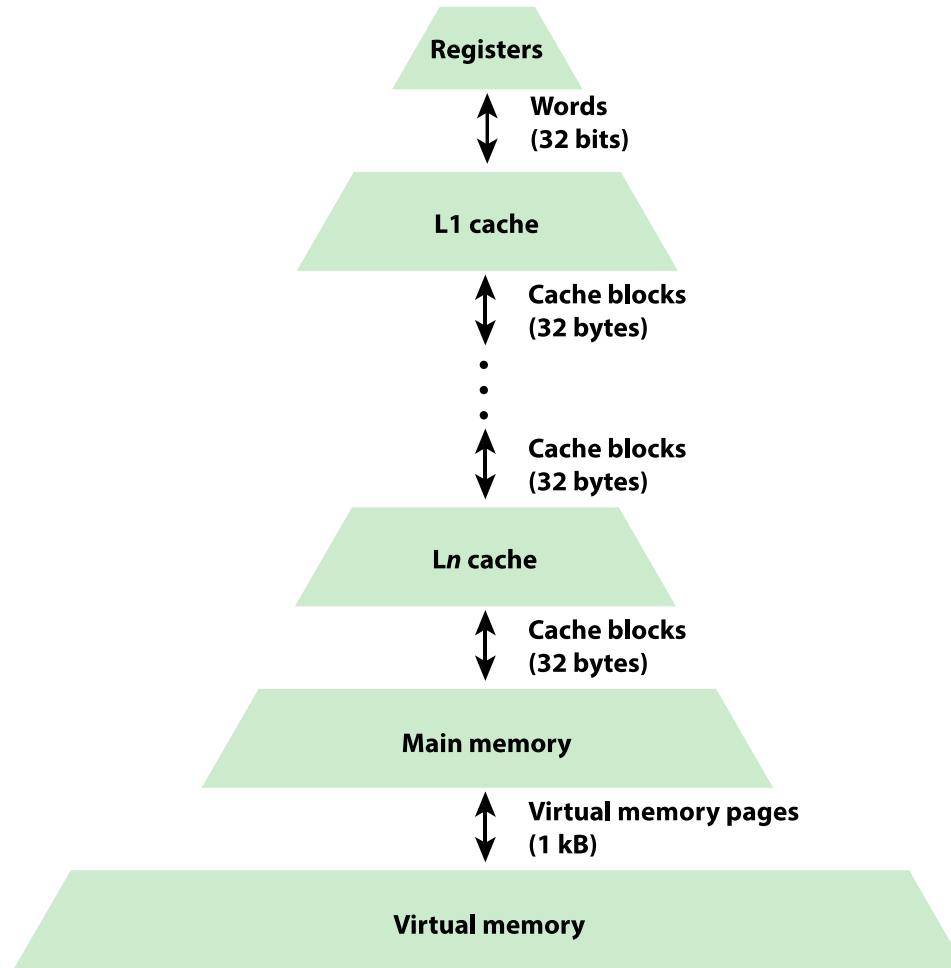 Registers
Words
(32 bits)
L1 cache
Cache blocks
(32 bytes)
Cache blocks
(32 bytes)
Ln cache
Cache blocks
(32 bytes)
Main memory
Virtual memory pages
(1 kB)
Virtual memory